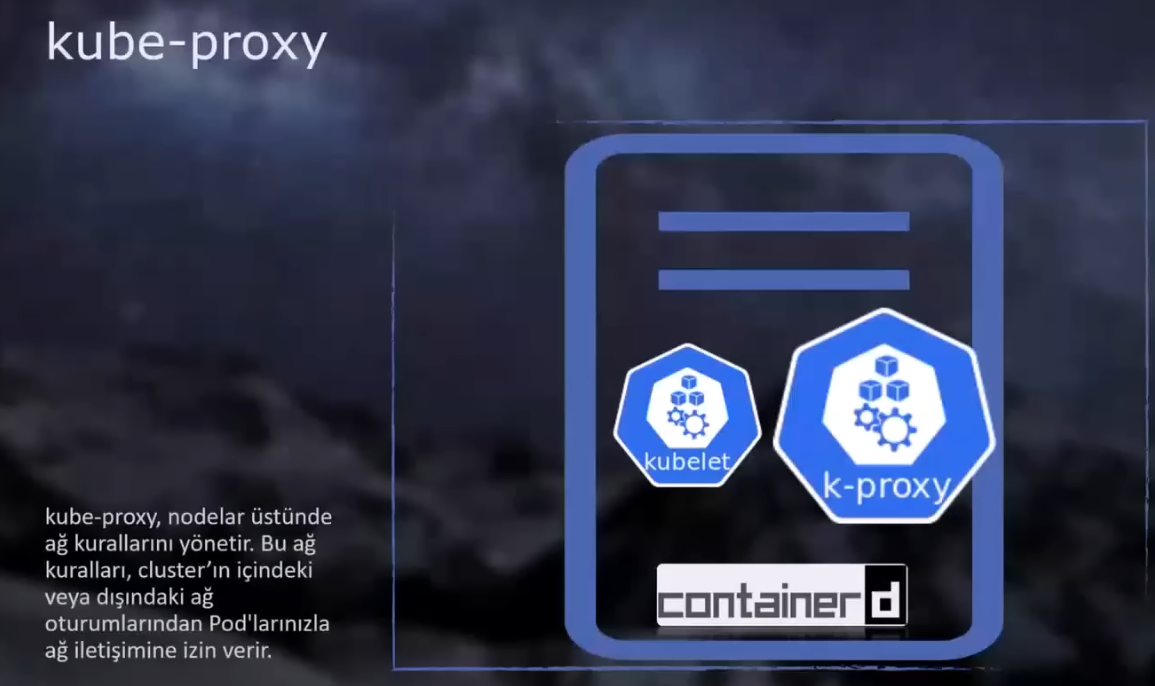 kube-proxy
kubelet
k-proxy
containerd
kube-proxy, nodelar üstünde
ağ kurallarını yönetir. Bu ağ
kuralları, cluster’ın içindeki
veya dışındaki ağ
oturumlarından Pod'larınızla
ağ iletişimine izin verir.